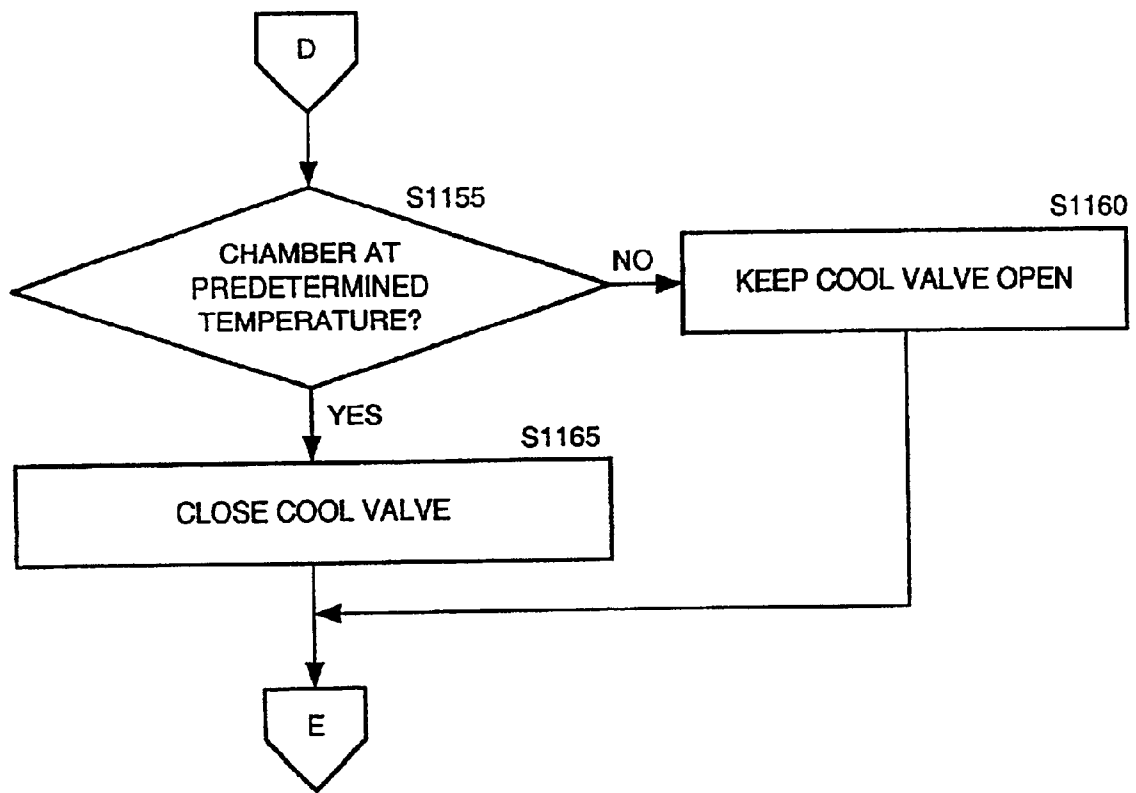 D
S1155
CHAMBER AT
PREDETERMINED
TEMPERATURE?
NO
S1160
KEEP COOL VALVE OPEN
YES
S1165
CLOSE COOL VALVE
E